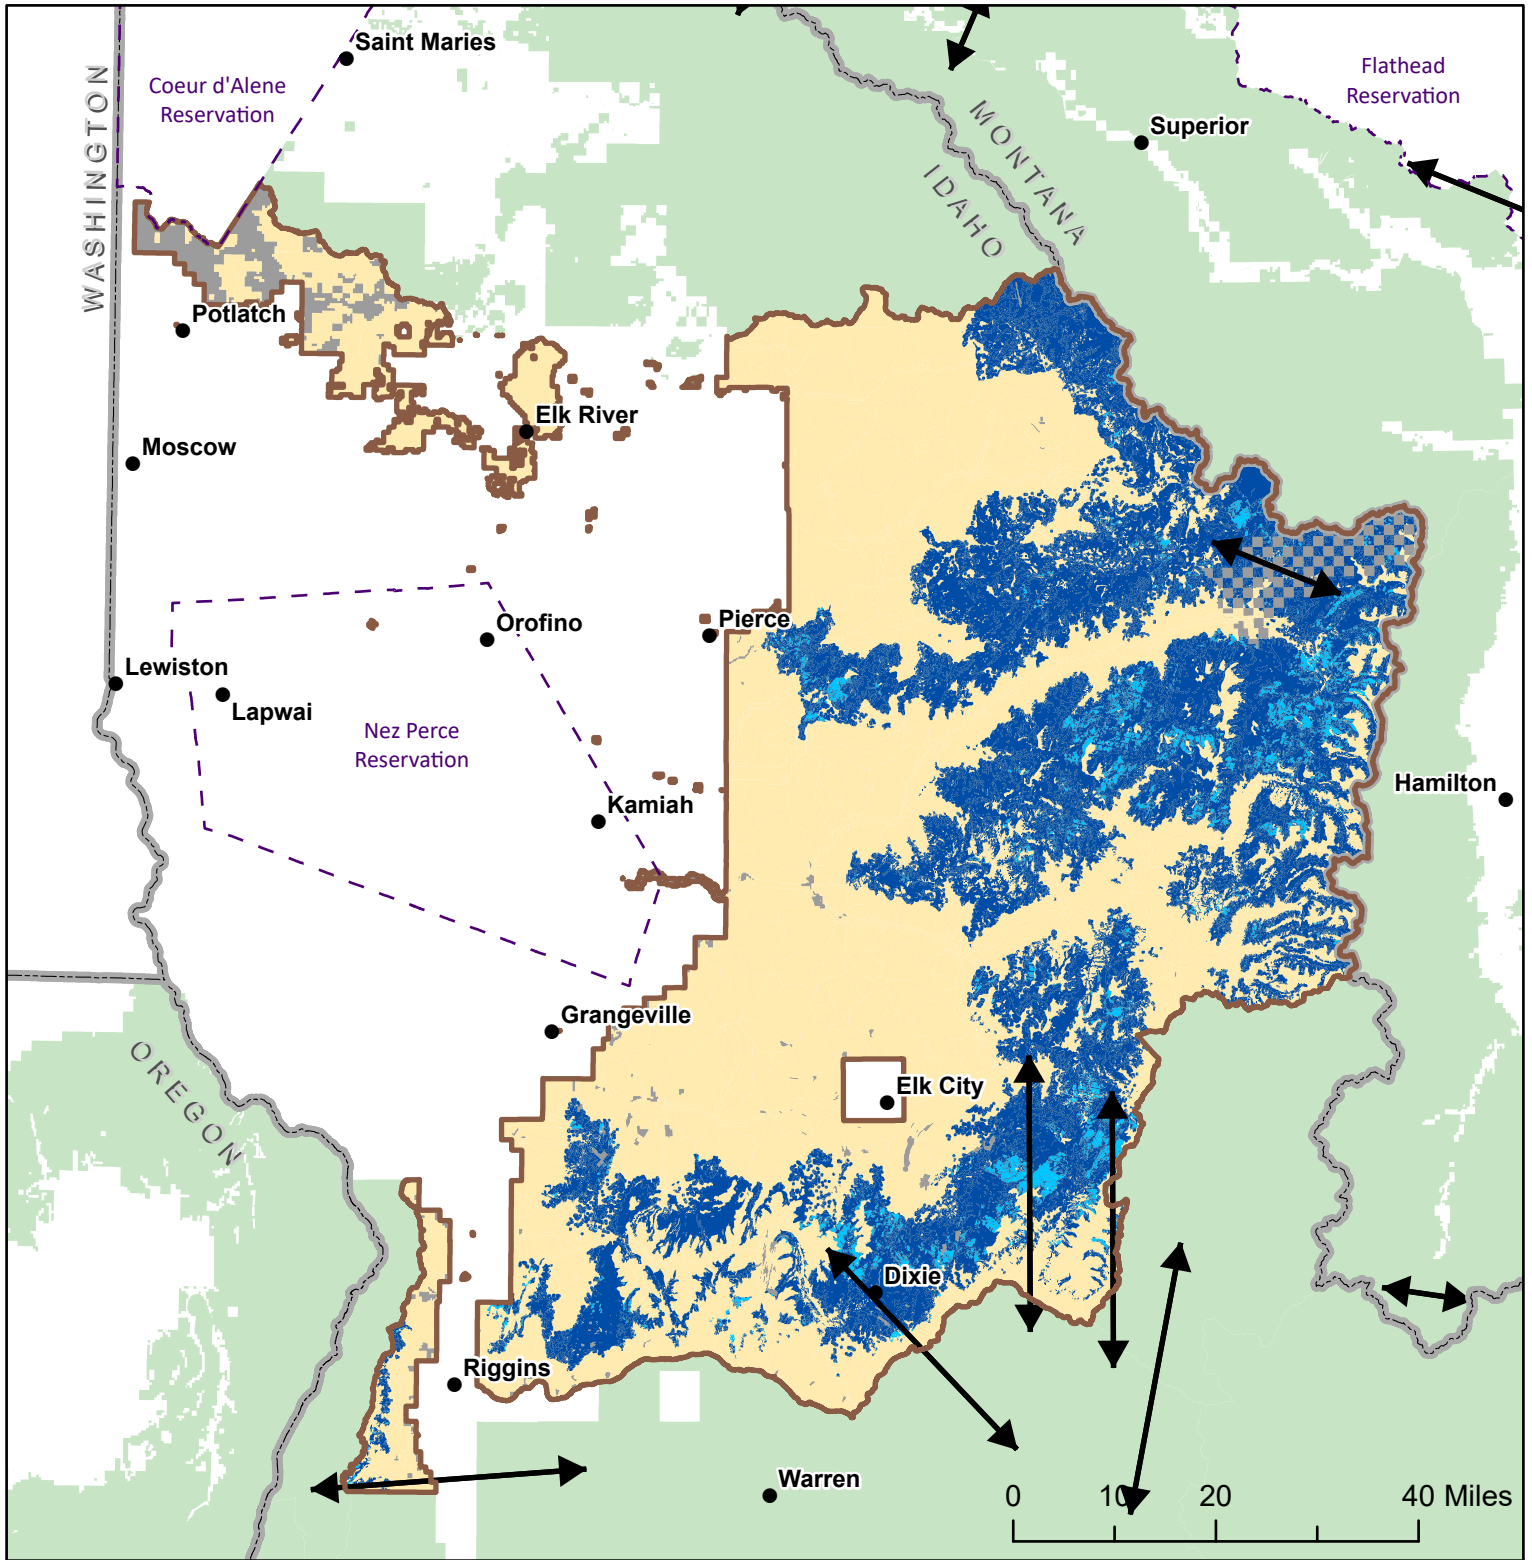 Saint Maries
Coeur d'Alene
Reservation
Flathead
Reservation
WASHINGTON
MONTANA
IDAHO
Superior
Potlatch
Elk River
Moscow
Orofino
Pierce
Lewiston
Lapwai
Nez Perce
Reservation
Hamilton
Kamiah
Grangeville
OREGON
Elk City
Dixie
Riggins
Warren
0 10 20 40 Miles